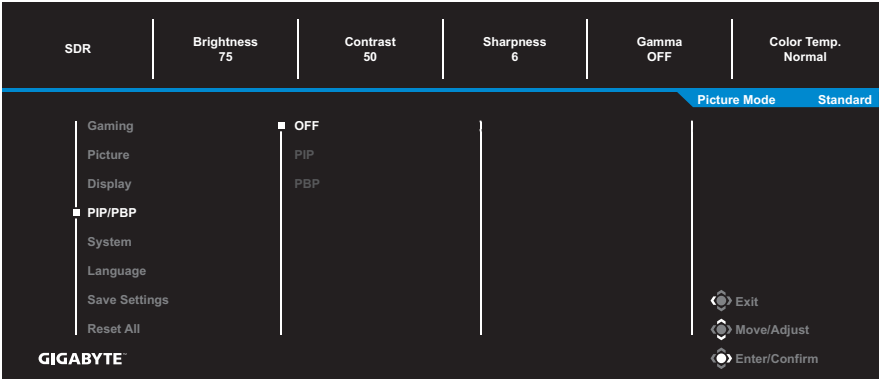 SDR
Brightness
75
Contrast
50
Sharpness
6
Gamma
OFF
Color Temp.
Normal
Picture Mode Standard
Gaming
Picture
Display
PIP/PBP
System
Language
Save Settings
Reset All
OFF
PIP
PBP
Exit
Move/Adjust
Enter/Confirm
GIGABYTE™